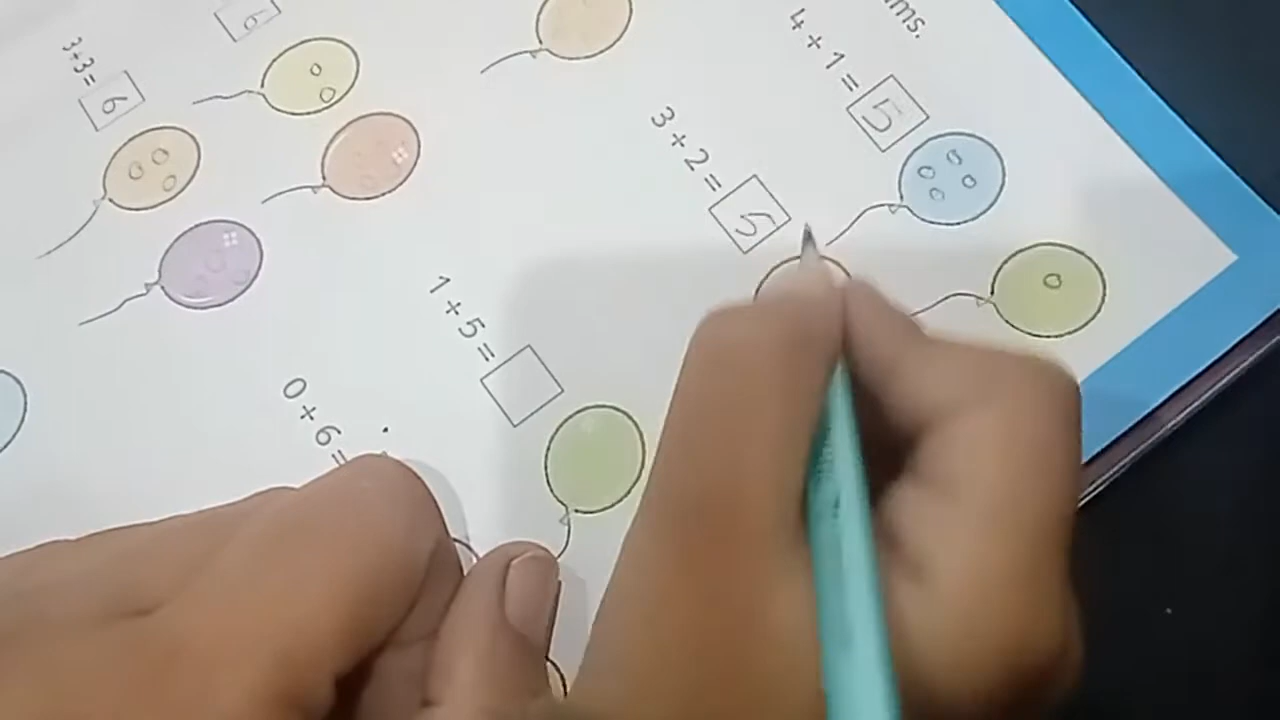 ms.
4 + 1 = 5
3 + 2 = 5
1 + 5 =
0 + 6 =
6
3+3= 6